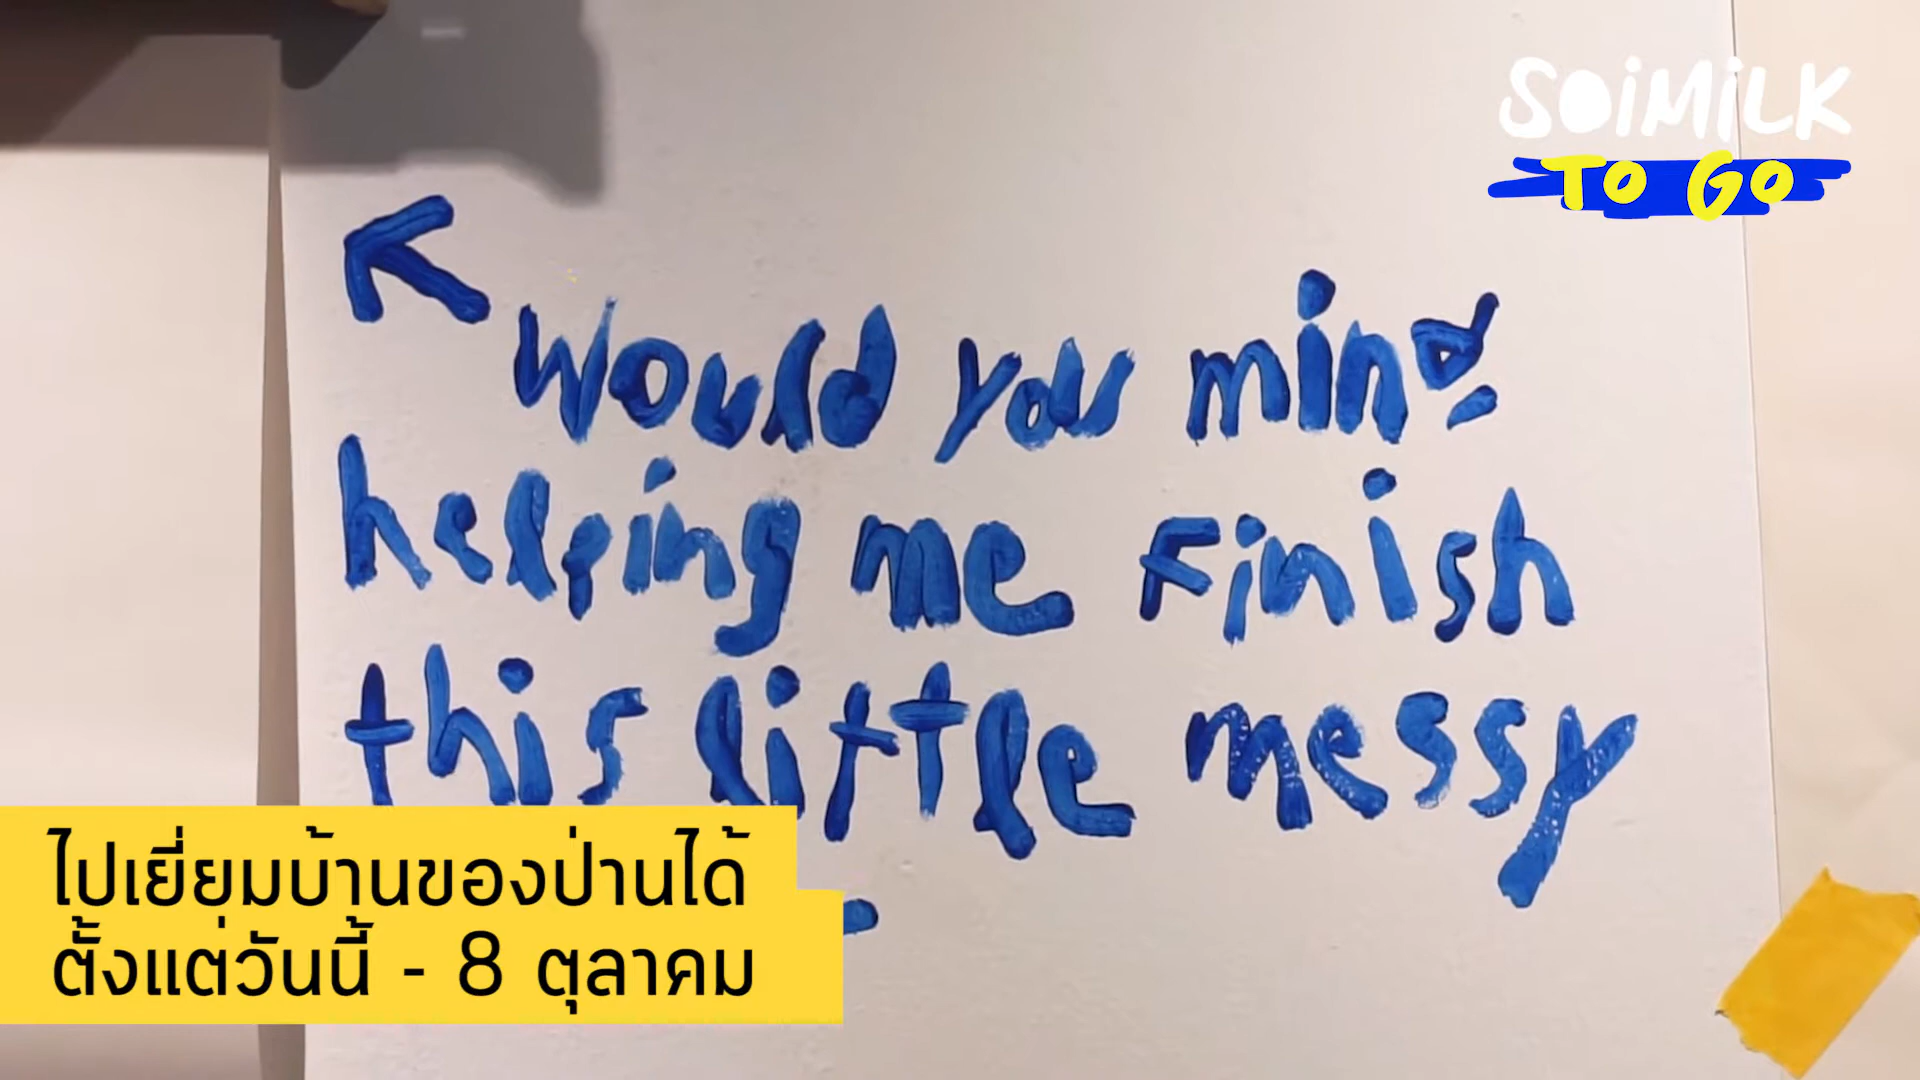 SOiMiLK
TO GO
would you mind,
helping me finish
this little messy
ไปเยี่ยมบ้านของป่านได้
ตั้งแต่วันนี้ - 8 ตุลาคม